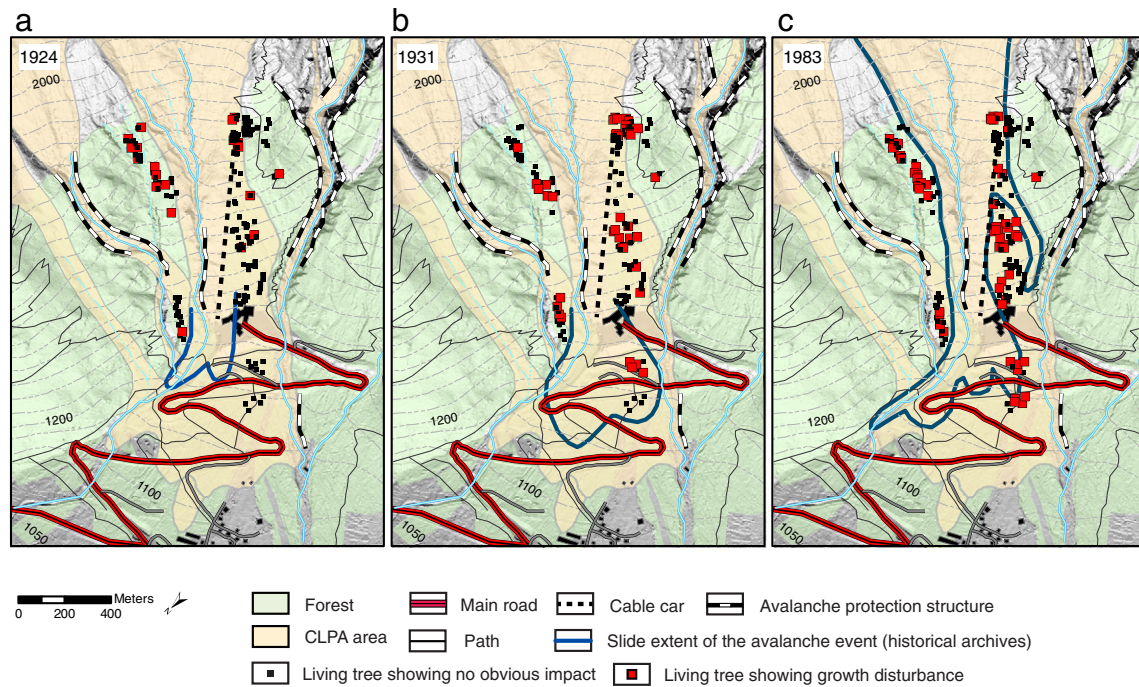 a b c
1924 1931 1983
2000 2000 2000
1200 1200 1200
1100 1100 1100
1050 1050 1050
Meters
0 200 400
Forest Main road Cable car Avalanche protection structure
CLPA area Path Slide extent of the avalanche event (historical archives)
Living tree showing no obvious impact Living tree showing growth disturbance